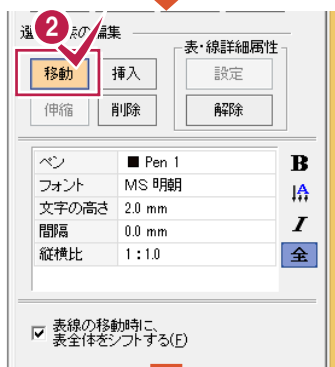 2
の編集
表・線詳細属性
移動 挿入 設定
伸縮 削除 解除
ペン ■ Pen 1
フォント MS 明朝
文字の高さ 2.0 mm
間隔 0.0 mm
縦横比 1：1.0
B
A
I
全
表線の移動時に、
表全体をシフトする(F)